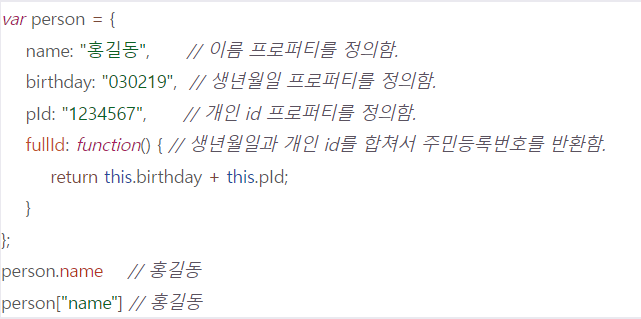 var person = {
name: "홍길동", // 이름 프로퍼티를 정의함.
birthday: "030219", // 생년월일 프로퍼티를 정의함.
pId: "1234567", // 개인 id 프로퍼티를 정의함.
fullId: function() { // 생년월일과 개인 id를 합쳐서 주민등록번호를 반환함.
return this.birthday + this.pId;
}
};
person.name // 홍길동
person["name"] // 홍길동